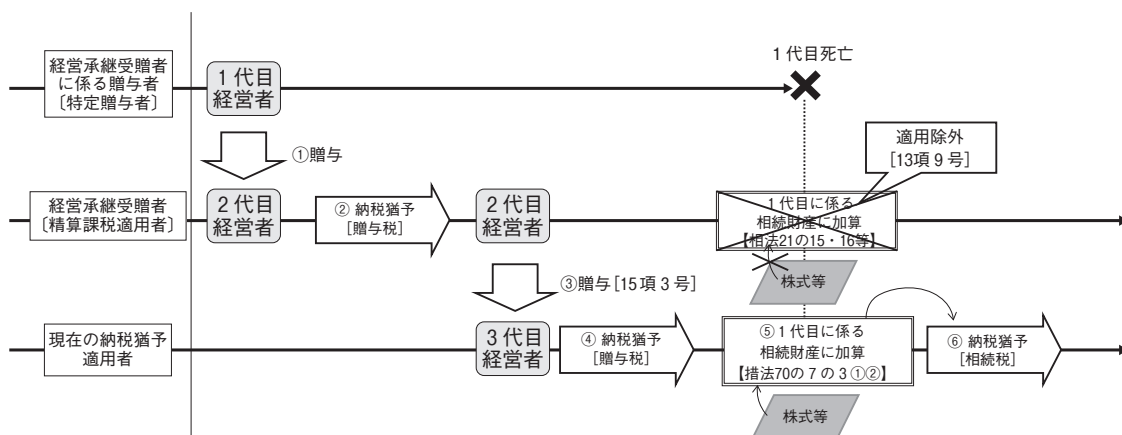 1代目死亡
経営承継受贈者
に係る贈与者
〔特定贈与者〕
1代目
経営者
適用除外
[13項9号]
①贈与
経営承継受贈者
〔精算課税適用者〕
2代目
経営者
② 納税猶予
[贈与税]
2代目
経営者
1代目に係る
相続財産に加算
【相法21の15・16等】
株式等
③贈与[15項3号]
現在の納税猶予
適用者
3代目
経営者
④ 納税猶予
[贈与税]
⑤1代目に係る
相続財産に加算
【措法70の7の3①②】
⑥ 納税猶予
[相続税]
株式等